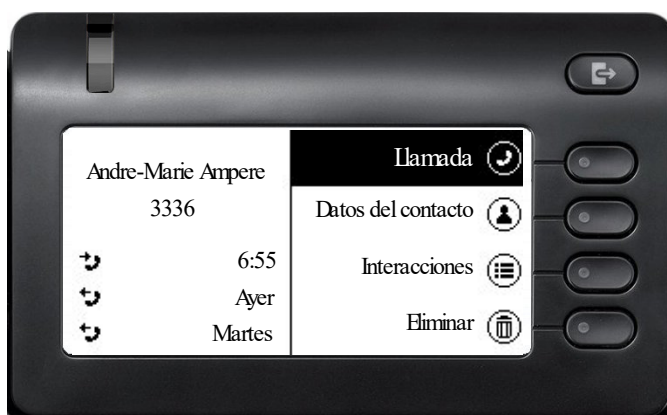 Andre-Marie Ampere
3336
6:55
Ayer
Martes
Llamada
Datos del contacto
Interacciones
Eliminar